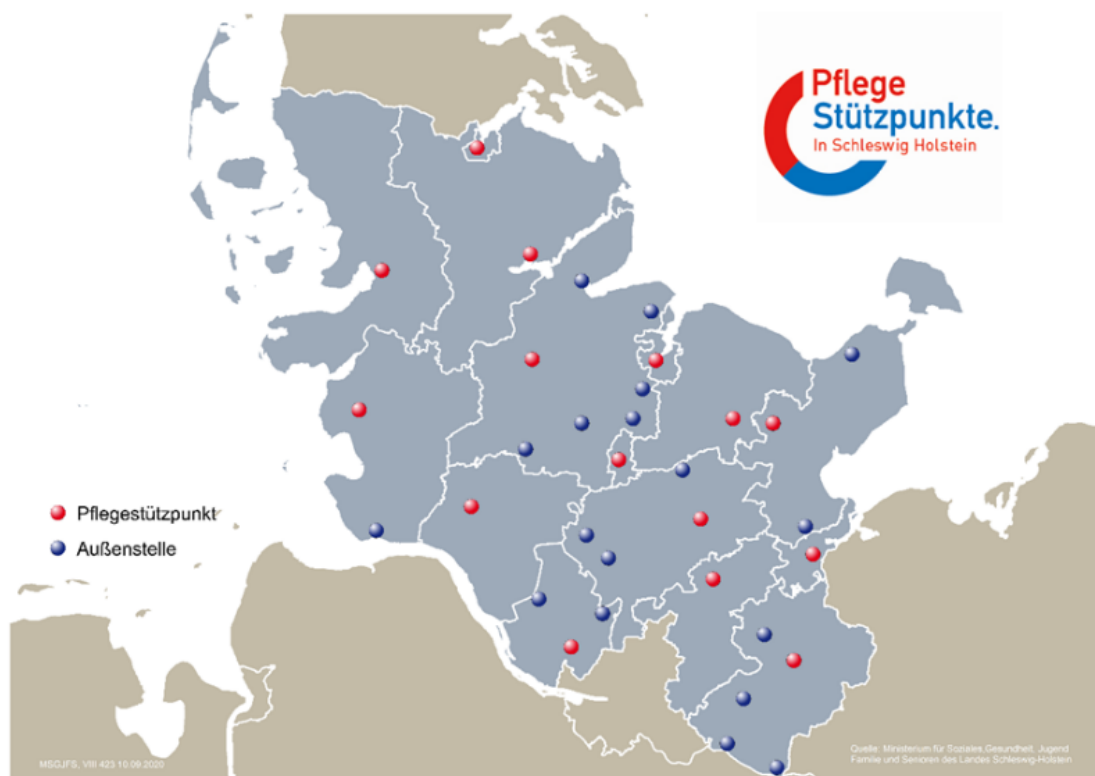 Pflege
Stützpunkte.
In Schleswig Holstein
Pflegestützpunkt
Außenstelle
MSGJFS, VIII 423 10.09.2020
Quelle: Ministerium für Soziales,Gesundheit, Jugend
Familie und Senioren des Landes Schleswig-Holstein